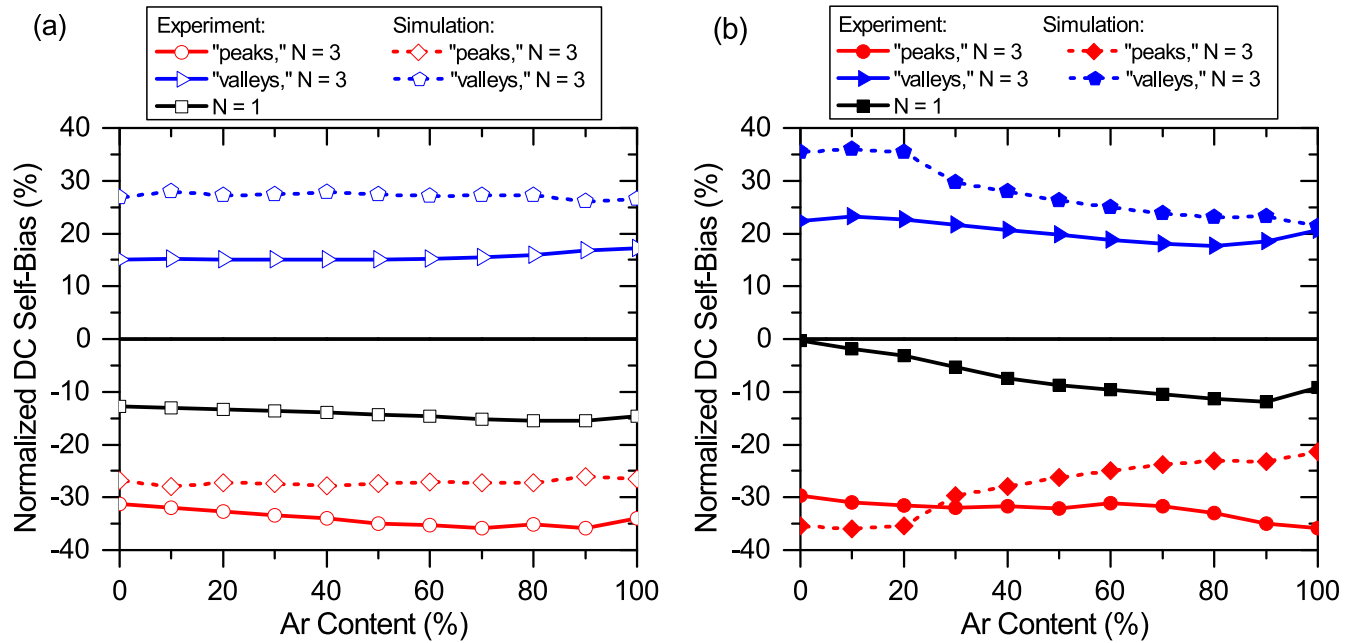 (a)
Experiment: Simulation:
"peaks," N = 3 "peaks," N = 3
"valleys," N = 3 "valleys," N = 3
N = 1
40
30
20
10
0
-10
-20
-30
-40
Normalized DC Self-Bias (%)
0 20 40 60 80 100
Ar Content (%)
(b)
Experiment: Simulation:
"peaks," N = 3 "peaks," N = 3
"valleys," N = 3 "valleys," N = 3
N = 1
40
30
20
10
0
-10
-20
-30
-40
Normalized DC Self-Bias (%)
0 20 40 60 80 100
Ar Content (%)